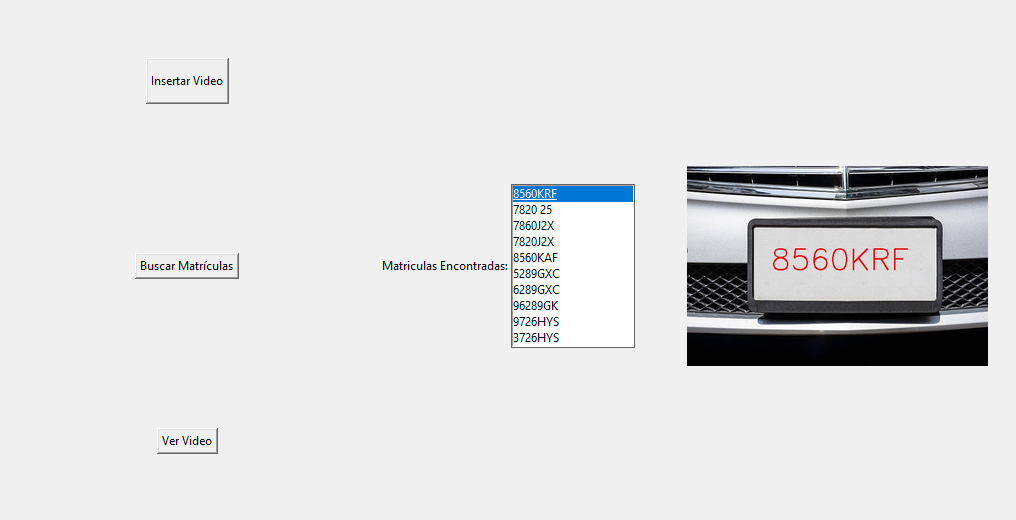 Insertar Video
Buscar Matrículas
Matriculas Encontradas:
8560KRF
7820 25
7860J2X
7820J2X
8560KAF
5289GXC
6289GXC
96289GK
9726HYS
3726HYS
8560KRF
Ver Video